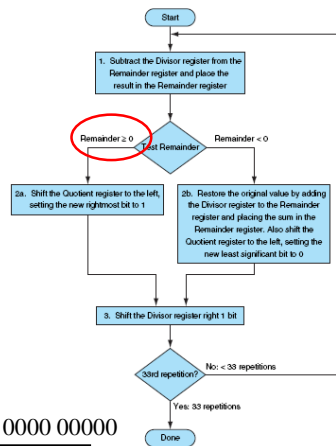 Start
1. Subtract the Divisor register from the
Remainder register and place the
result in the Remainder register
Remainder ≥ 0
Remainder < 0
Test Remainder
2a. Shift the Quotient register to the left,
setting the new rightmost bit to 1
2b. Restore the original value by adding
the Divisor register to the Remainder
register and placing the sum in the
Remainder register. Also shift the
Quotient register to the left, setting the
new least significant bit to 0
3. Shift the Divisor register right 1 bit
33rd repetition?
No: < 33 repetitions
Yes: 33 repetitions
0000 00000
Done